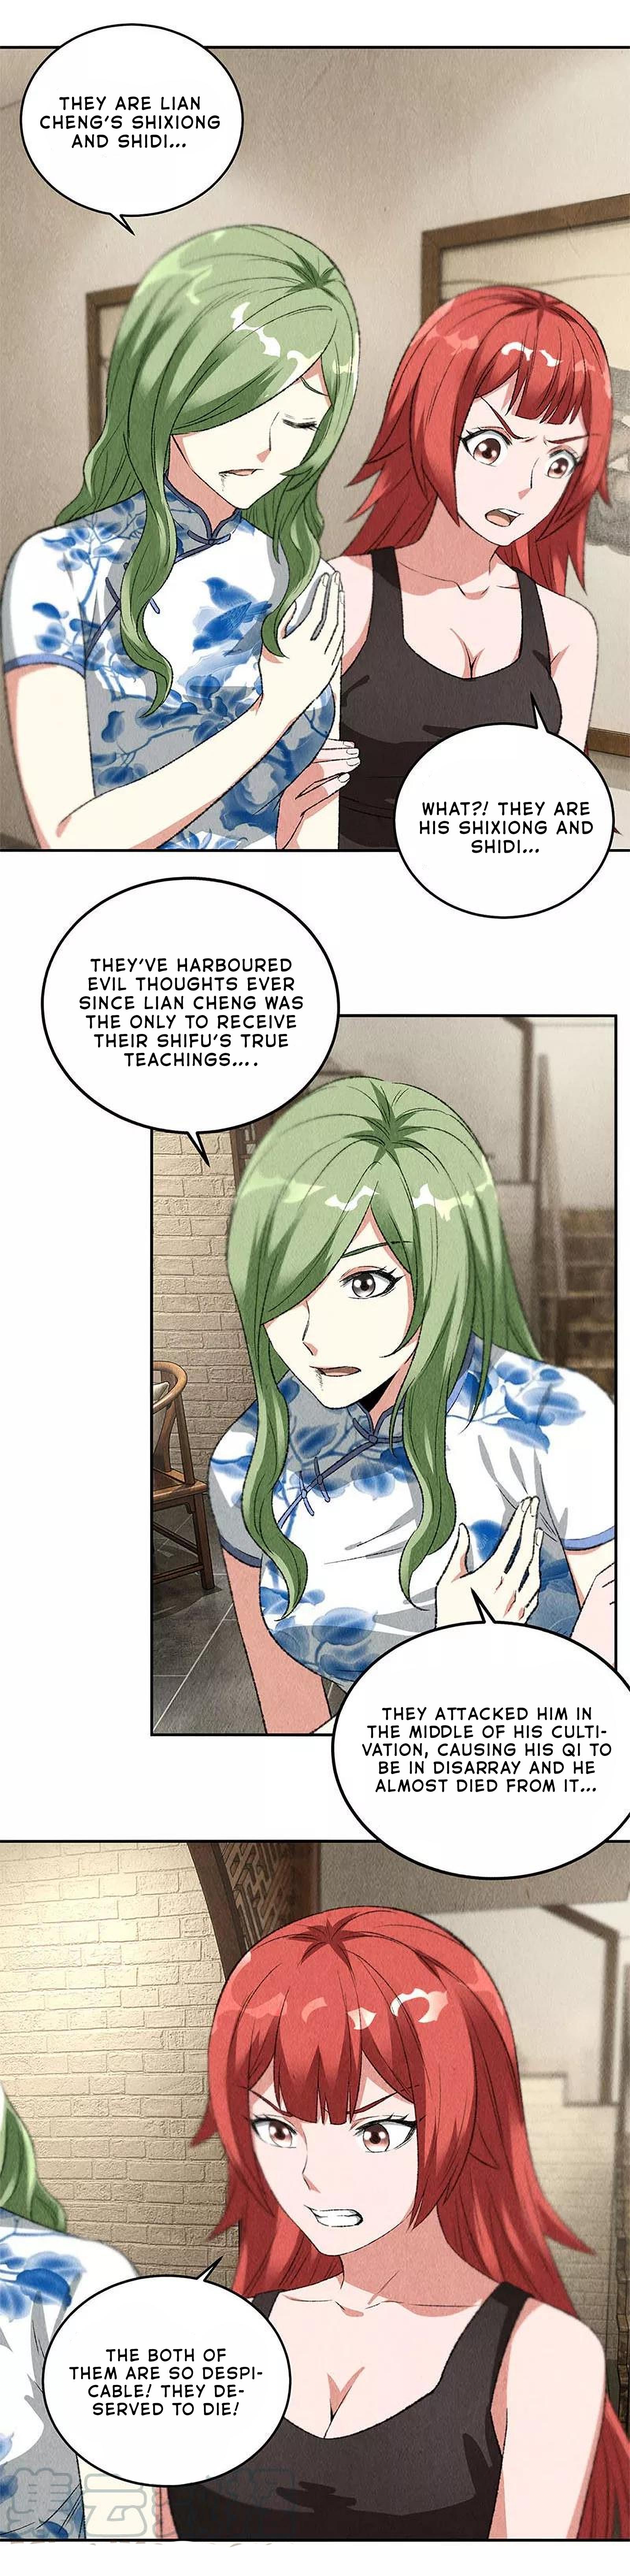 THEY ARE LIAN
CHENG'S SHIXIONG
AND SHIDI...
WHAT?! THEY ARE
HIS SHIXIONG AND
SHIDI...
THEY'VE HARBOURED
EVIL THOUGHTS EVER
SINCE LIAN CHENG WAS
THE ONLY TO RECEIVE
THEIR SHIFU'S TRUE
TEACHINGS....
THEY ATTACKED HIM IN
THE MIDDLE OF HIS CULTI-
VATION, CAUSING HIS QI TO
BE IN DISARRAY AND HE
ALMOST DIED FROM IT...
THE BOTH OF
THEM ARE SO DESPI-
CABLE! THEY DE-
SERVED TO DIE!